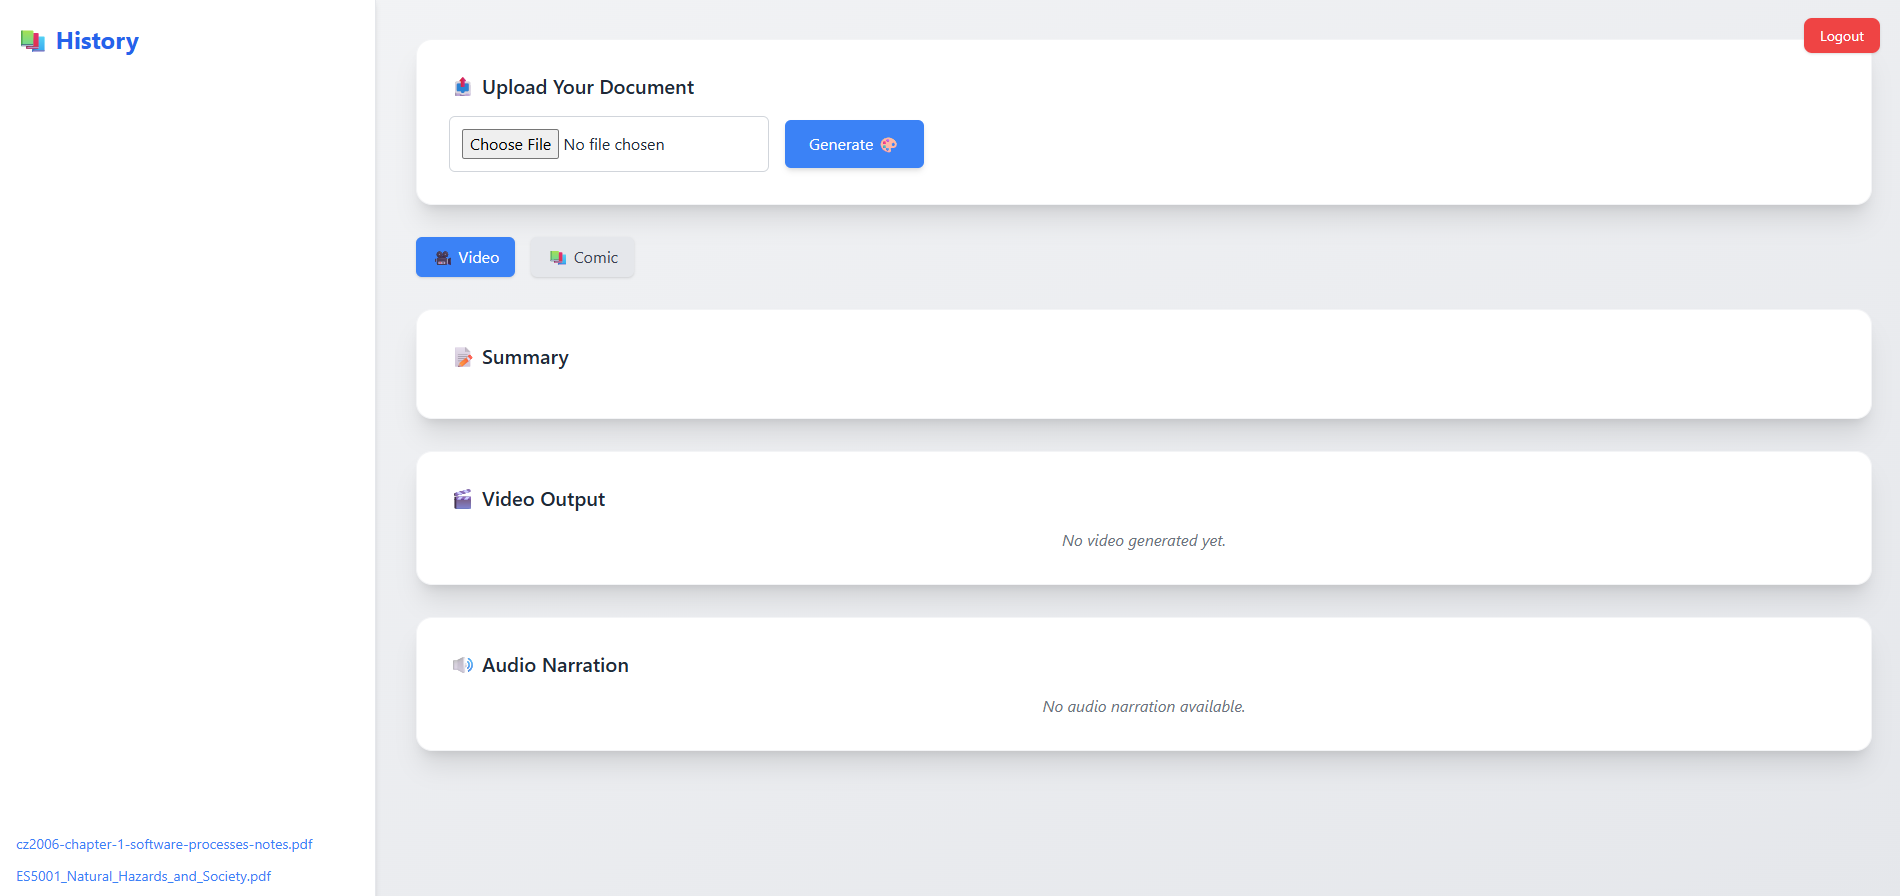 History
cz2006-chapter-1-software-processes-notes.pdf
ES5001_Natural_Hazards_and_Society.pdf
Logout
Upload Your Document
Choose File No file chosen
Generate
Video
Comic
Summary
Video Output
No video generated yet.
Audio Narration
No audio narration available.